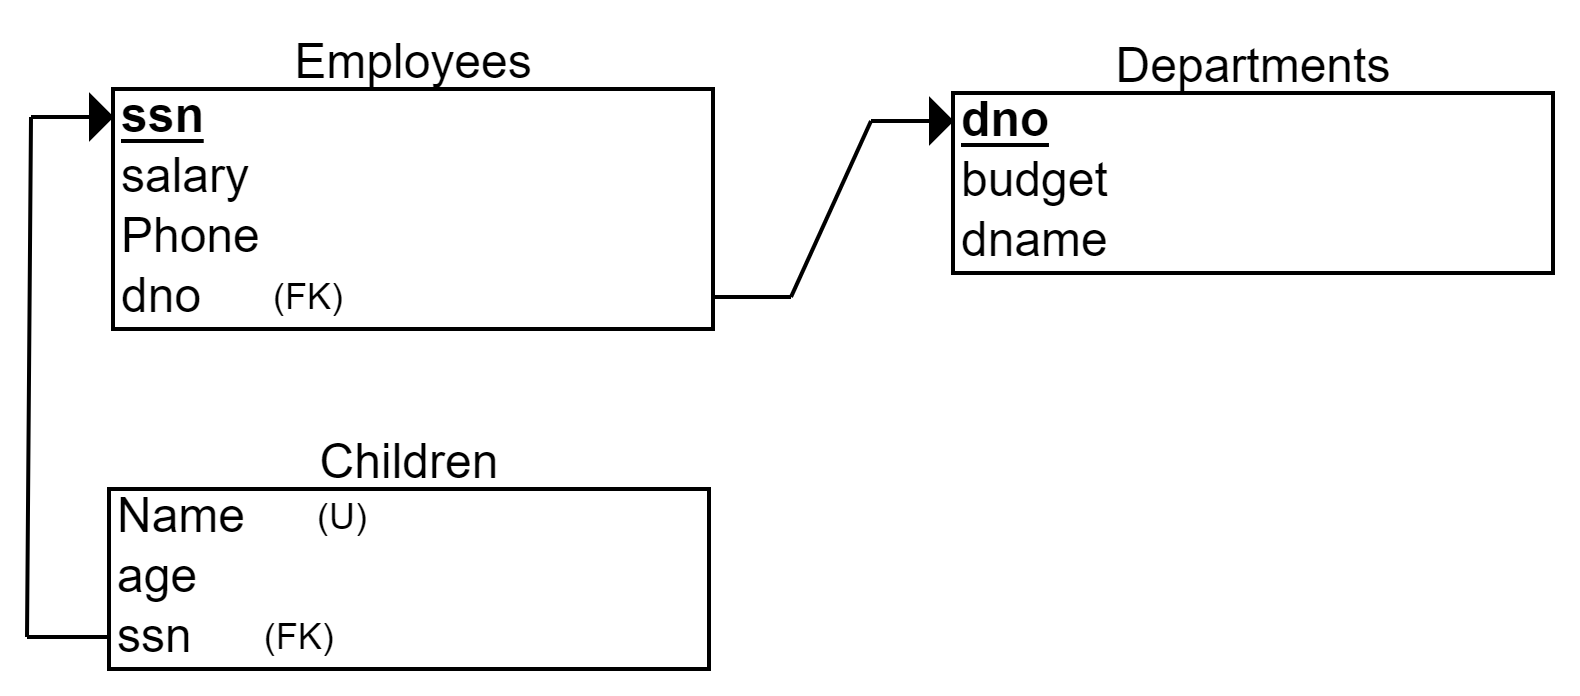 Employees
ssn
salary
Phone
dno (FK)
Departments
dno
budget
dname
Children
Name (U)
age
ssn (FK)